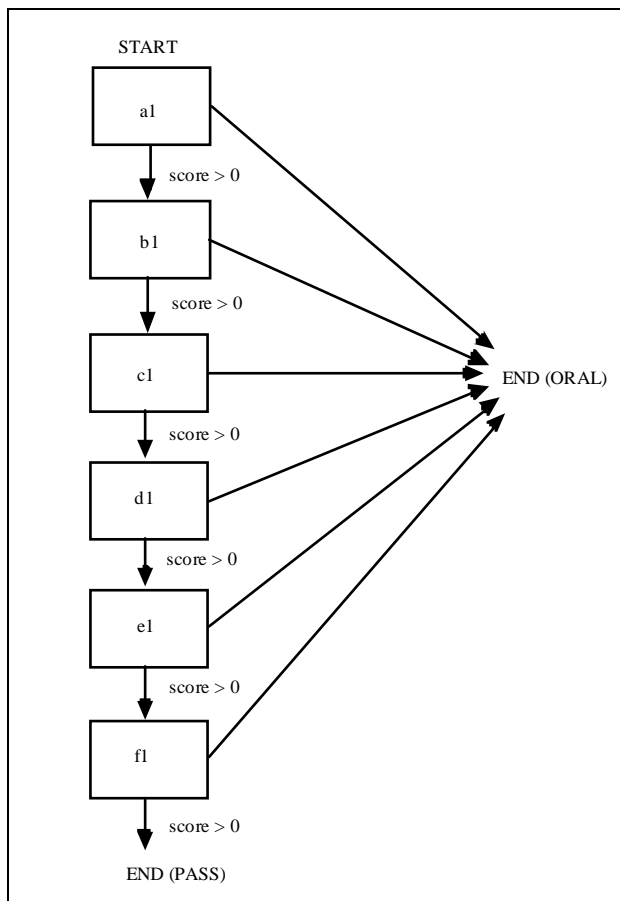 START
a1
score > 0
b1
score > 0
c1
END (ORAL)
score > 0
d1
score > 0
e1
score > 0
f1
score > 0
END (PASS)